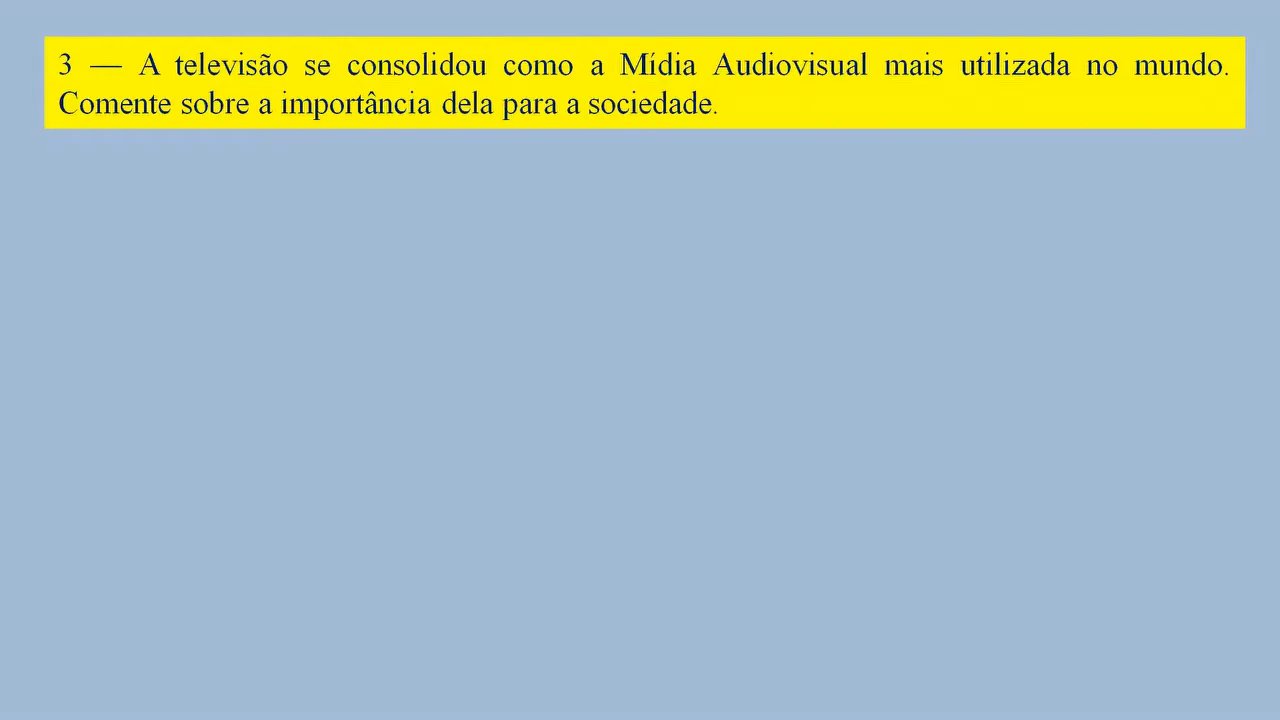 3 — A televisão se consolidou como a Mídia Audiovisual mais utilizada no mundo.
Comente sobre a importância dela para a sociedade.